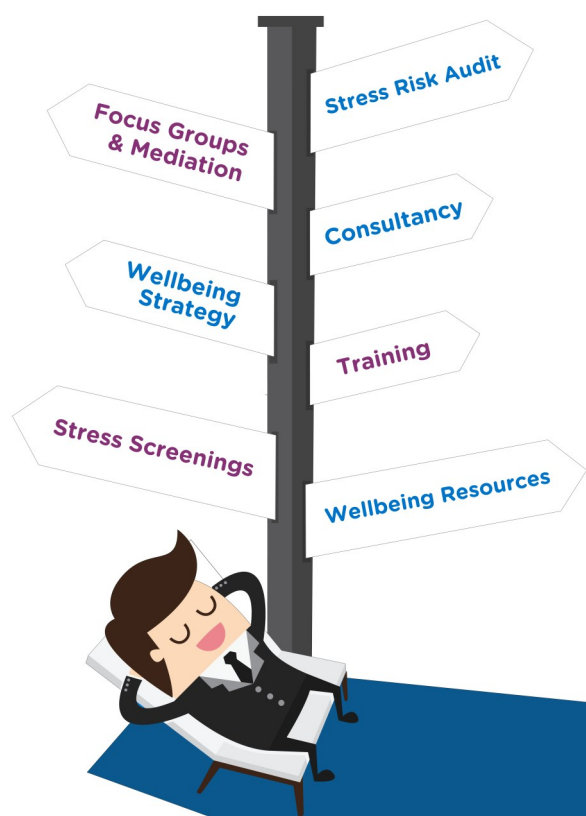 Stress Risk Audit
Focus Groups
& Mediation
Consultancy
Wellbeing
Strategy
Training
Stress Screenings
Wellbeing Resources